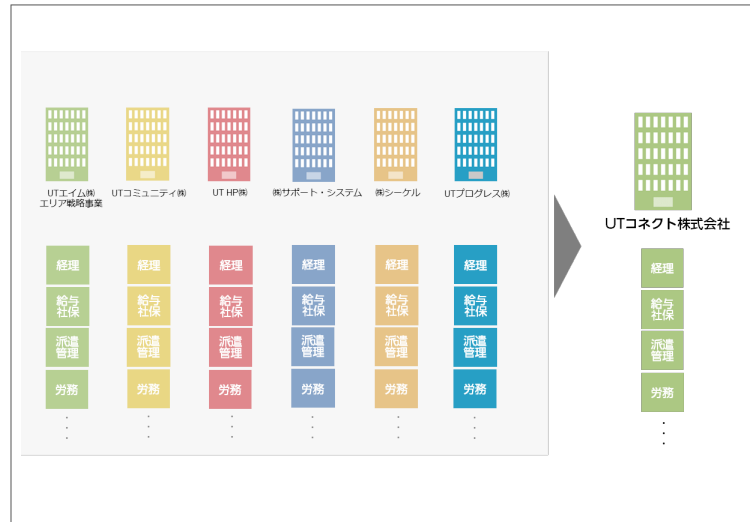 UTエイム㈱
エリア戦略事業
UTコミュニティ㈱
UT HP㈱
㈱サポート・システム
㈱シーケル
UTプログレス㈱
UTコネクト株式会社
経理
給与
社保
派遣
管理
労務
経理
給与
社保
派遣
管理
労務
経理
給与
社保
派遣
管理
労務
経理
給与
社保
派遣
管理
労務
経理
給与
社保
派遣
管理
労務
経理
給与
社保
派遣
管理
労務
経理
給与
社保
派遣
管理
労務